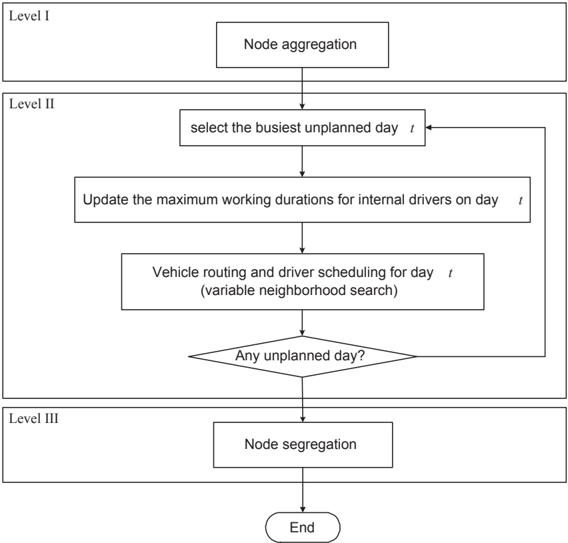 Level I
Node aggregation
Level II
select the busiest unplanned day t
Update the maximum working durations for internal drivers on day t
Vehicle routing and driver scheduling for day t
(variable neighborhood search)
Any unplanned day?
Level III
Node segregation
End